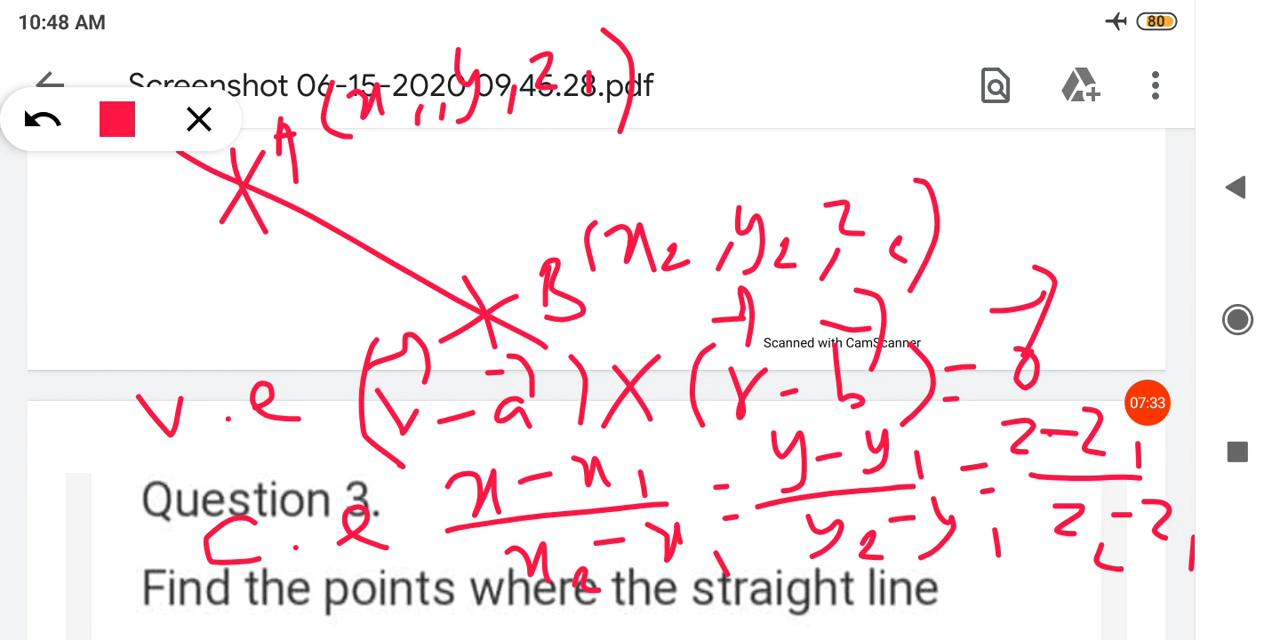 10:48 AM
80
Screenshot 06-15-2020 09.46.28.pdf
A (x₁, y₁, z₁)
B (x₂, y₂, z₂)
Scanned with CamScanner
v.e (r⃗ - a⃗) × (r⃗ - b⃗) = 0⃗
07:33
c.e x-x₁/x₂-x₁ = y-y₁/y₂-y₁ = z-z₁/z₂-z₁
Question 3.
Find the points where the straight line